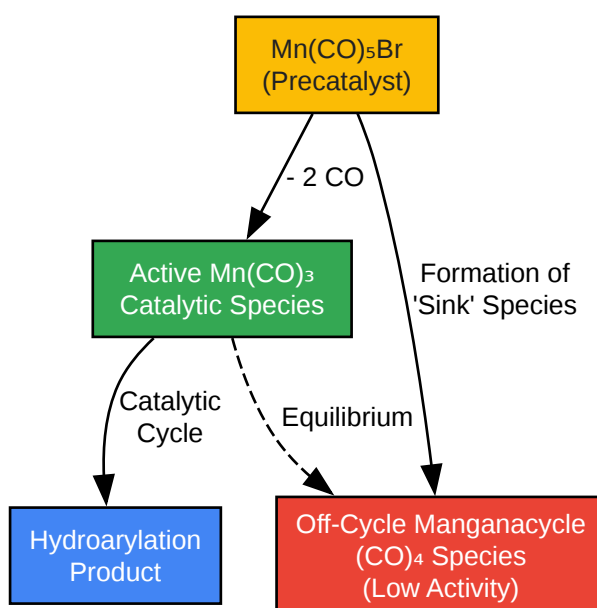 Mn(CO)₅Br
(Precatalyst)
- 2 CO
Active Mn(CO)₃
Catalytic Species
Formation of
'Sink' Species
Catalytic
Cycle
Equilibrium
Hydroarylation
Product
Off-Cycle Manganacycle
(CO)₄ Species
(Low Activity)